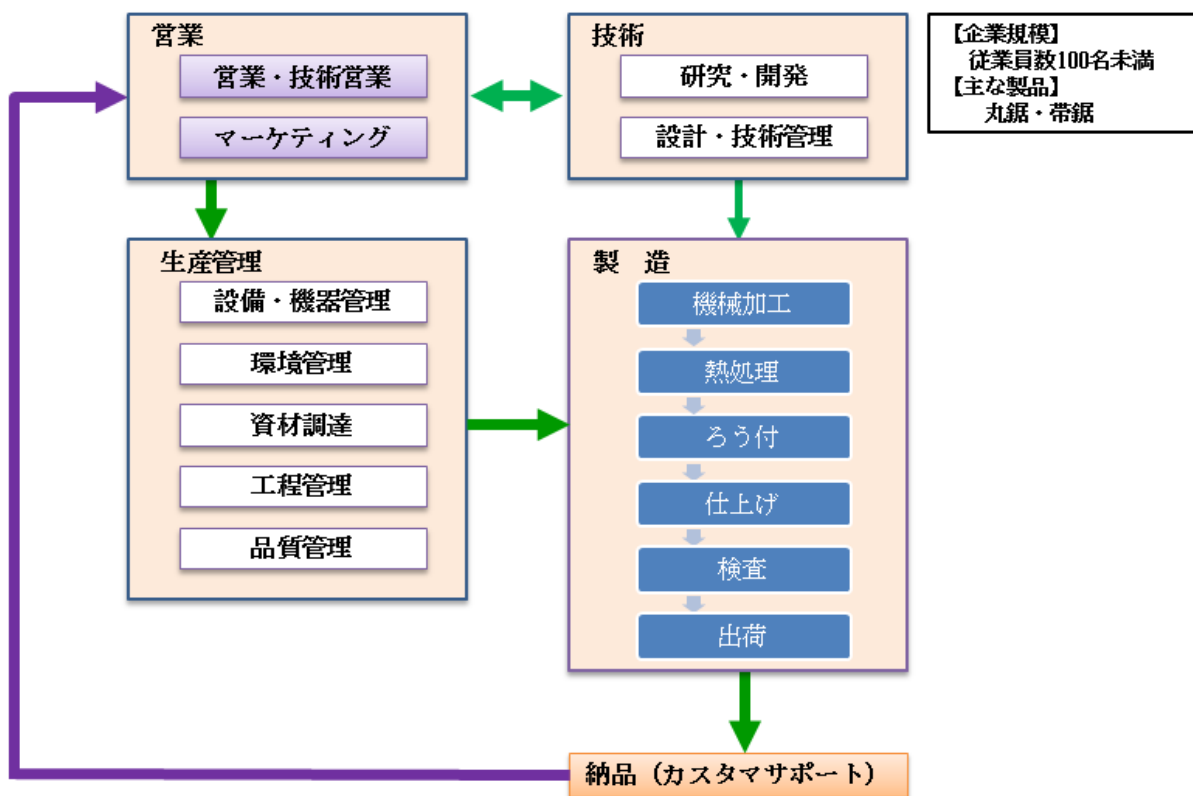 営業
営業・技術営業
マーケティング
技術
研究・開発
設計・技術管理
【企業規模】
従業員数100名未満
【主な製品】
丸鋸・帯鋸
生産管理
設備・機器管理
環境管理
資材調達
工程管理
品質管理
製　造
機械加工
熱処理
ろう付
仕上げ
検査
出荷
納品（カスタマサポート）